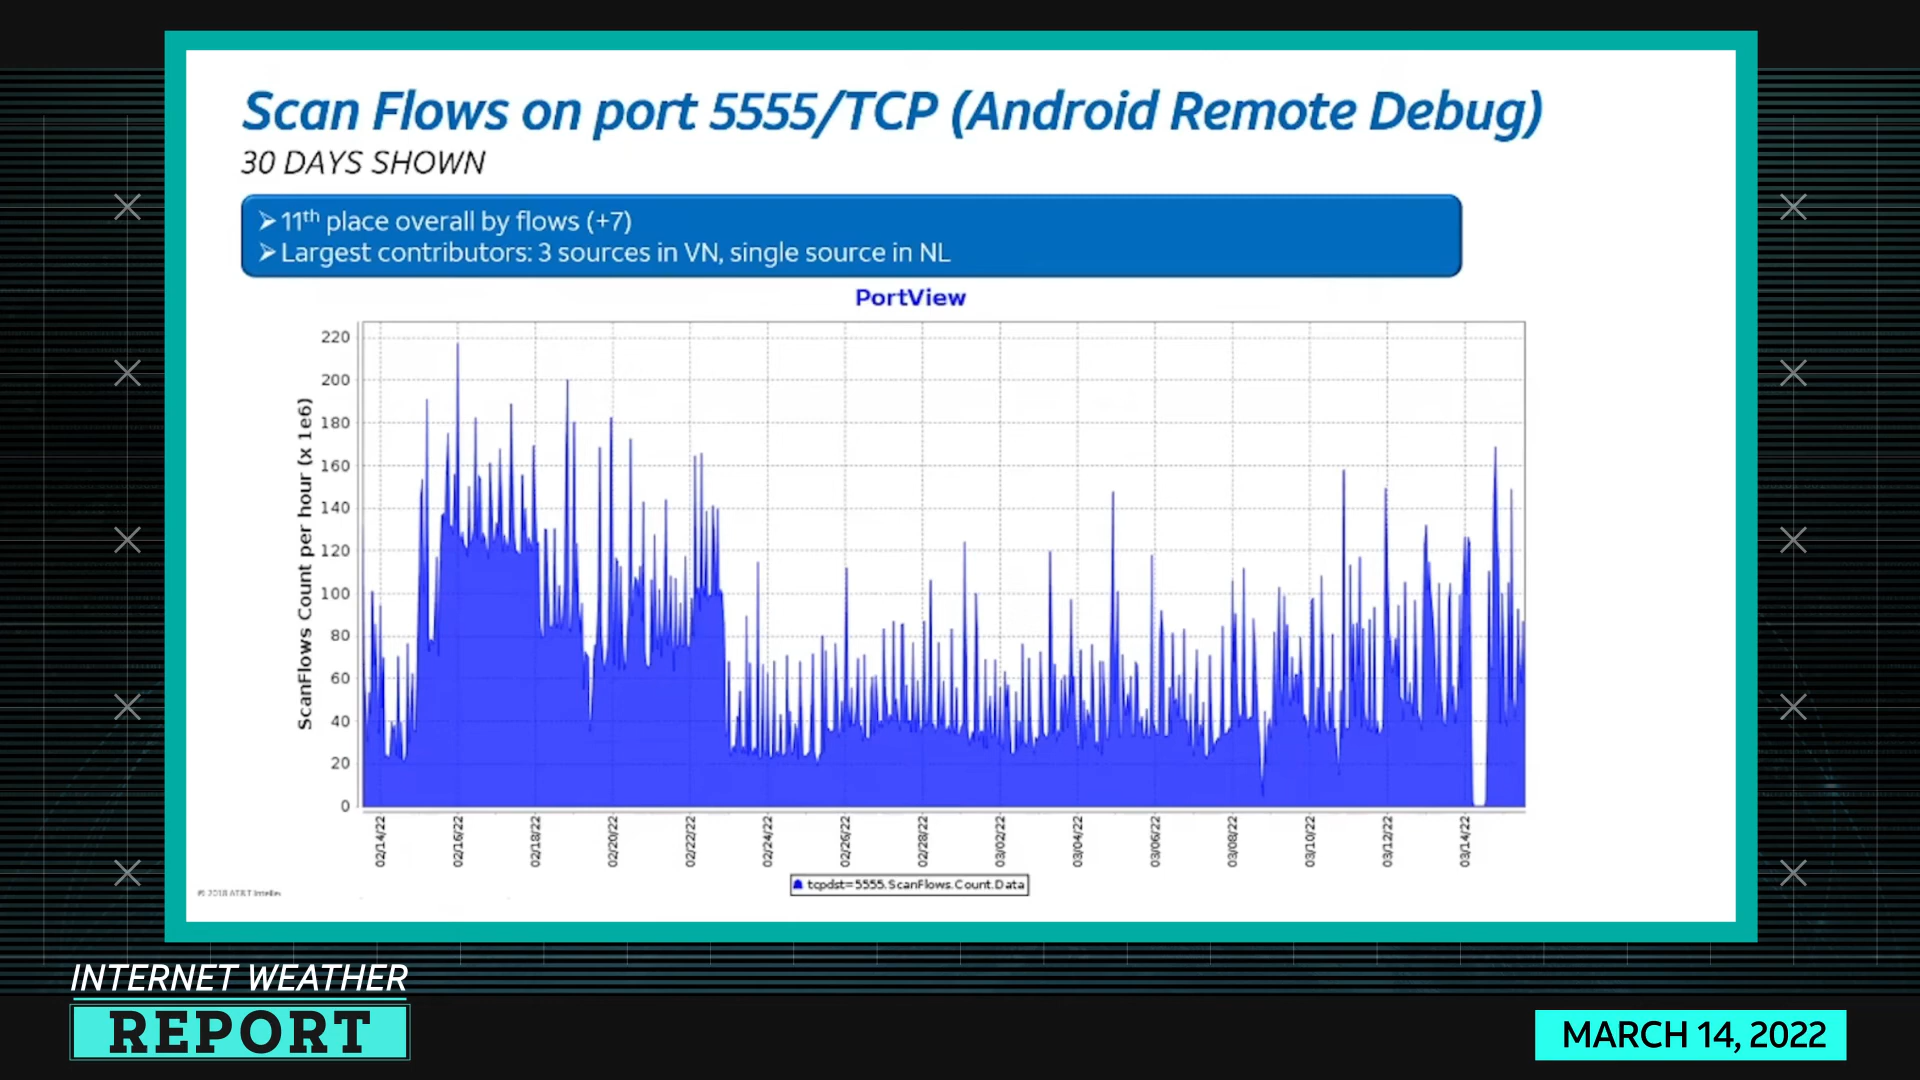 Scan Flows on port 5555/TCP (Android Remote Debug)
30 DAYS SHOWN
➢ 11th place overall by flows (+7)
➢ Largest contributors: 3 sources in VN, single source in NL
PortView
ScanFlows Count per hour (x 1e6)
220
200
180
160
140
120
100
80
60
40
20
0
02/14/22
02/16/22
02/18/22
02/20/22
02/22/22
02/24/22
02/26/22
02/28/22
03/02/22
03/04/22
03/06/22
03/08/22
03/10/22
03/12/22
03/14/22
tcpdst=5555.ScanFlows.Count.Data
© 2018 AT&T
INTERNET WEATHER
REPORT
MARCH 14, 2022